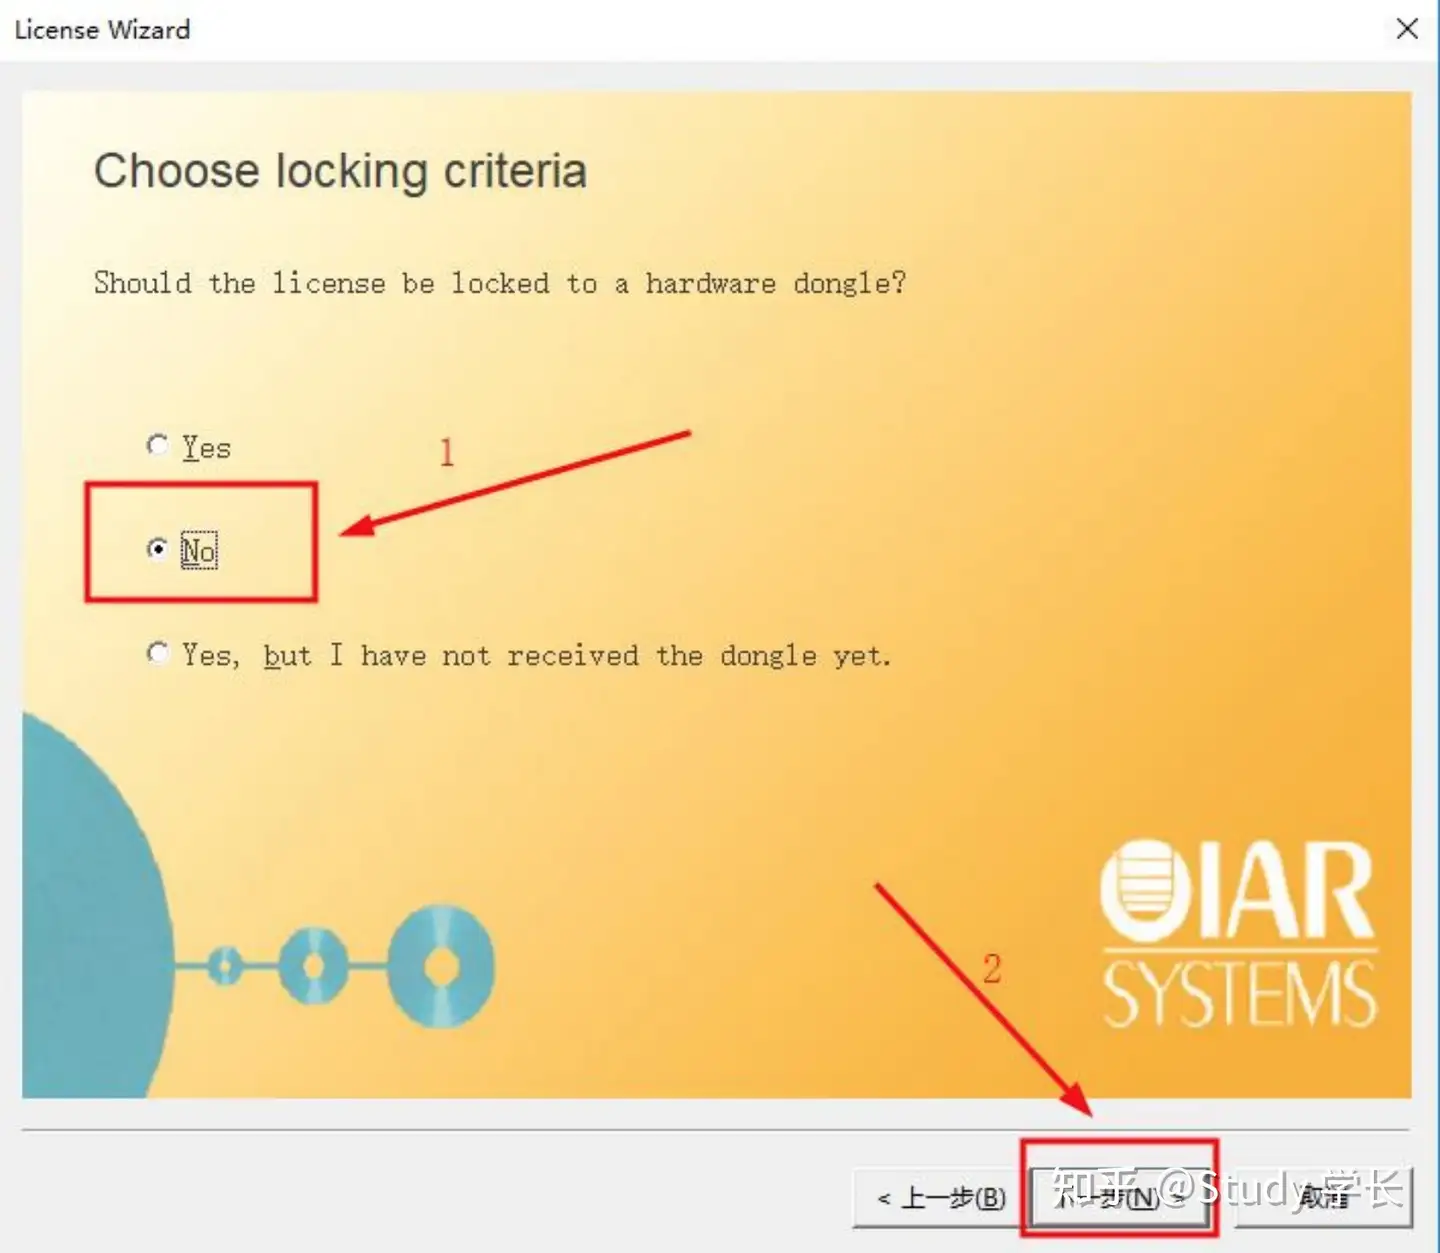 License Wizard
Choose locking criteria
Should the license be locked to a hardware dongle?
Yes
1
No
Yes, but I have not received the dongle yet.
IAR
SYSTEMS
2
< 上一步(B)
下一步(N) >
取消
知乎 @Study学长